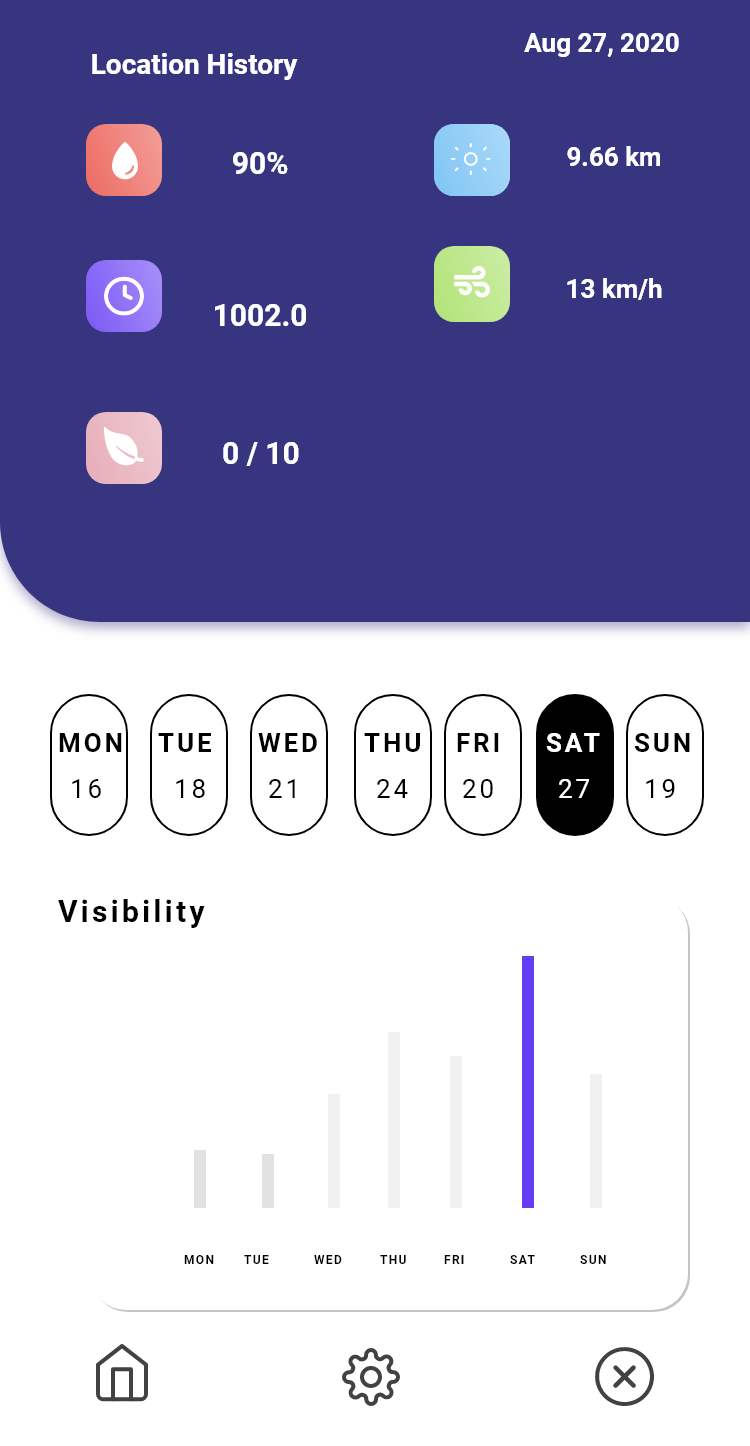 Location History
Aug 27, 2020
90%
9.66 km
1002.0
13 km/h
0 / 10
MON TUE WED THU FRI SAT SUN
16 18 21 24 20 27 19
Visibility
MON TUE WED THU FRI SAT SUN